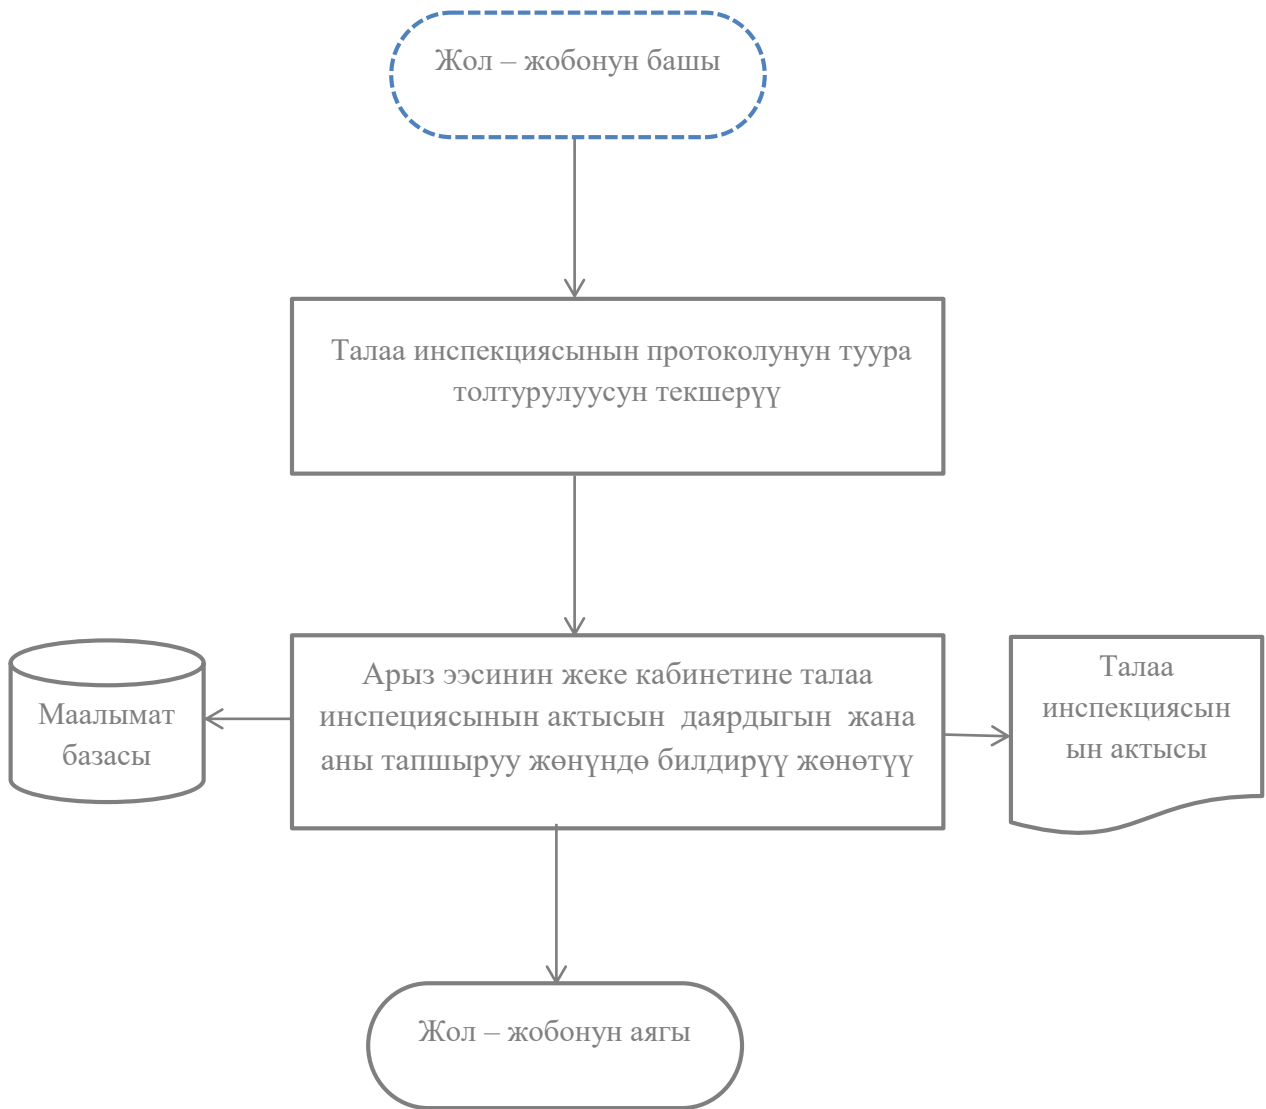 Жол – жобонун башы
Талаа инспекциясынын протоколунун туура
толтурулуусун текшерүү
Маалымат
базасы
Арыз ээсинин жеке кабинетине талаа
инспециясынын актысын даярдыгын жана
аны тапшыруу жөнүндө билдирүү жөнөтүү
Талаа
инспекциясын
ын актысы
Жол – жобонун аягы